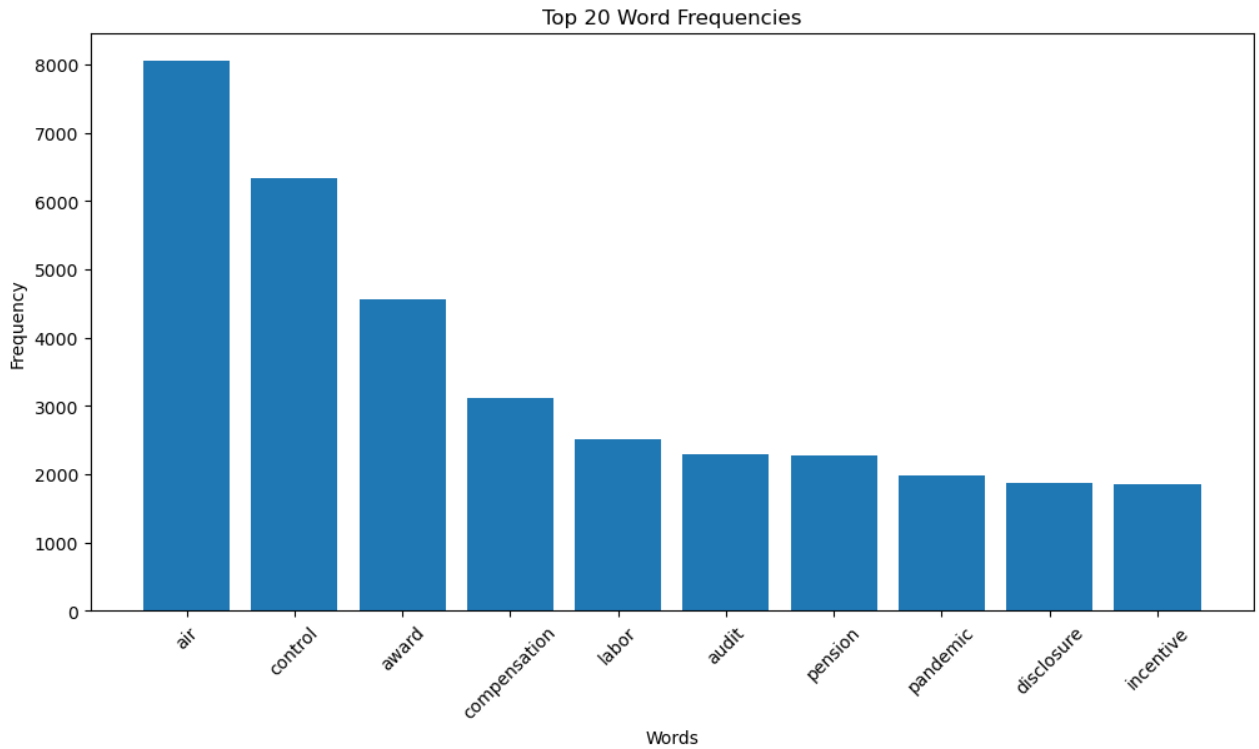 Top 20 Word Frequencies
Frequency
8000
7000
6000
5000
4000
3000
2000
1000
0
air
control
award
compensation
labor
audit
pension
pandemic
disclosure
incentive
Words